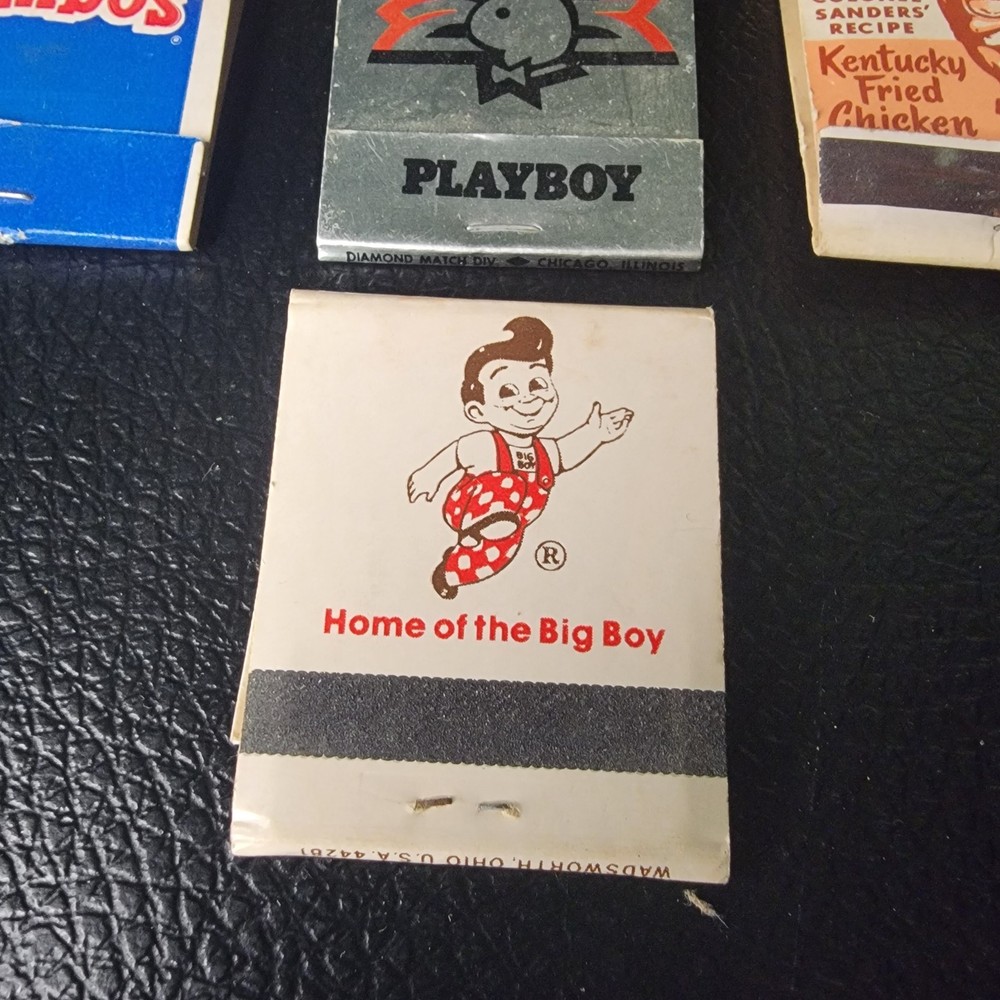 ®
PLAYBOY
DIAMOND MATCH DIV. CHICAGO, ILLINOIS
SANDERS'
RECIPE
Kentucky
Fried
Chicken
BIG
BOY
®
Home of the Big Boy
WADSWORTH, OHIO U.S.A. 44281